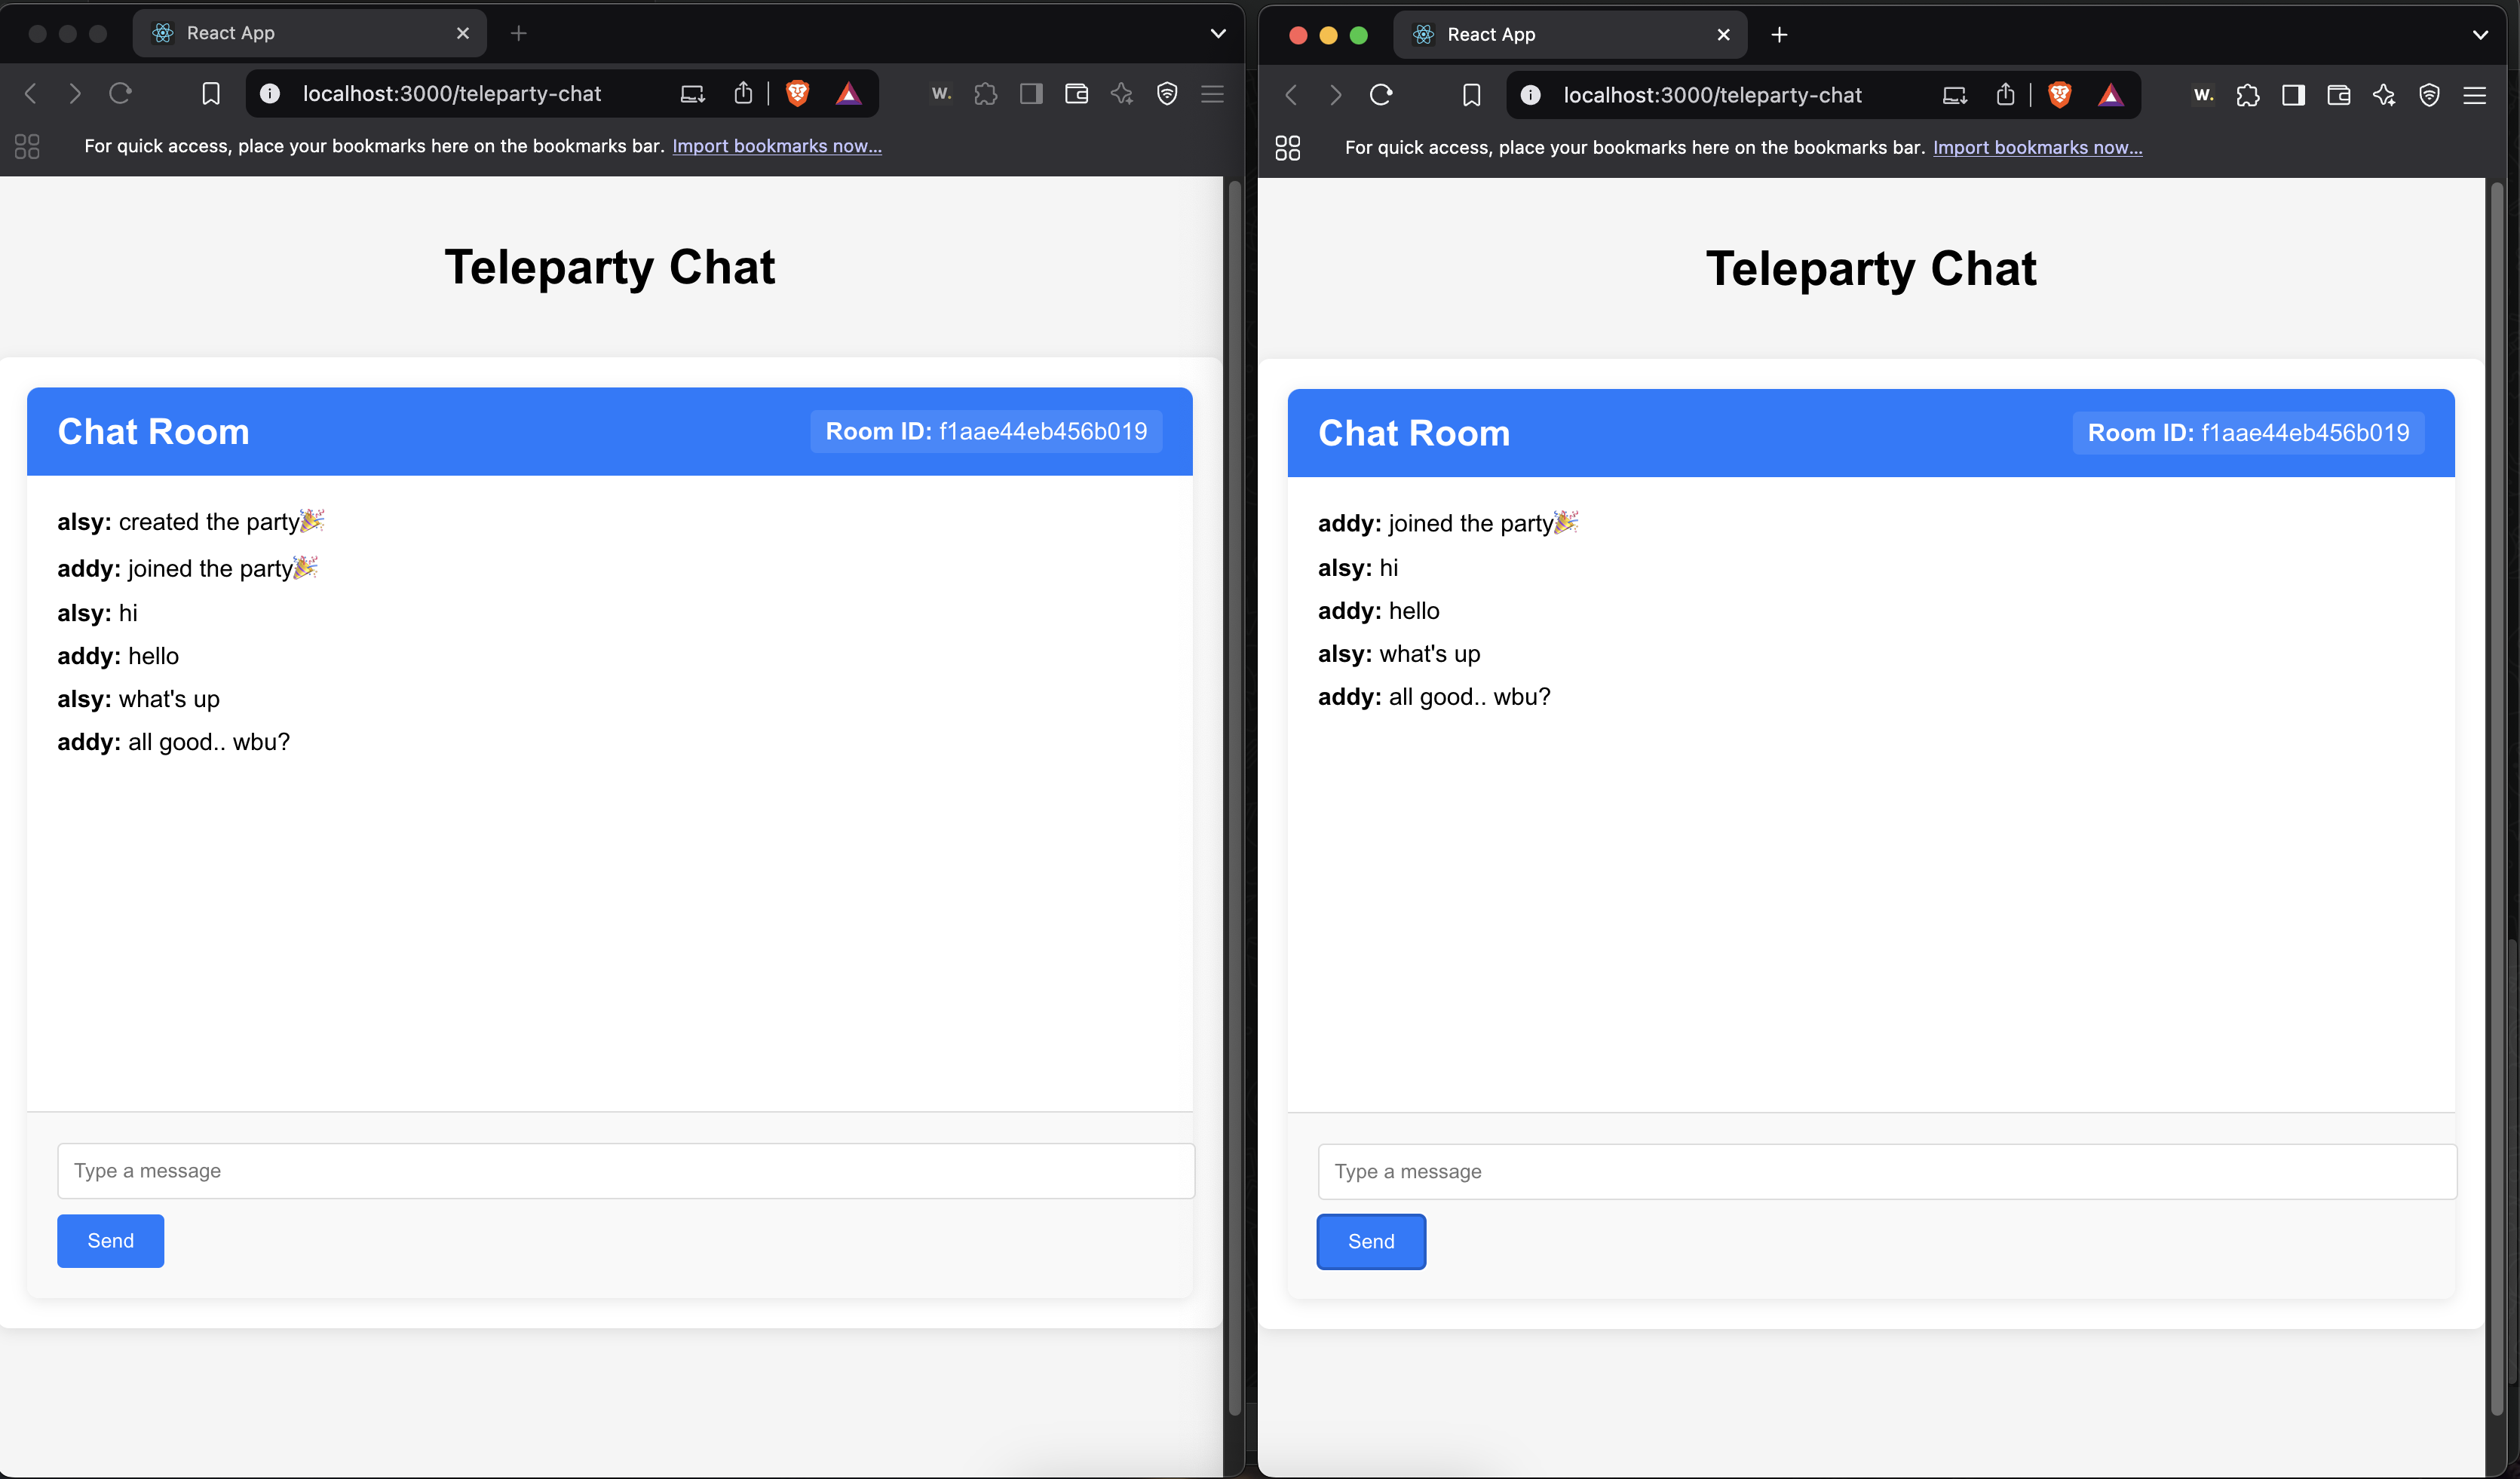 React App
localhost:3000/teleparty-chat
W.
For quick access, place your bookmarks here on the bookmarks bar. Import bookmarks now...
Teleparty Chat
Chat Room
Room ID: f1aae44eb456b019
alsy: created the party🎉
addy: joined the party🎉
alsy: hi
addy: hello
alsy: what's up
addy: all good.. wbu?
Type a message
Send
React App
localhost:3000/teleparty-chat
W.
For quick access, place your bookmarks here on the bookmarks bar. Import bookmarks now...
Teleparty Chat
Chat Room
Room ID: f1aae44eb456b019
addy: joined the party🎉
alsy: hi
addy: hello
alsy: what's up
addy: all good.. wbu?
Type a message
Send